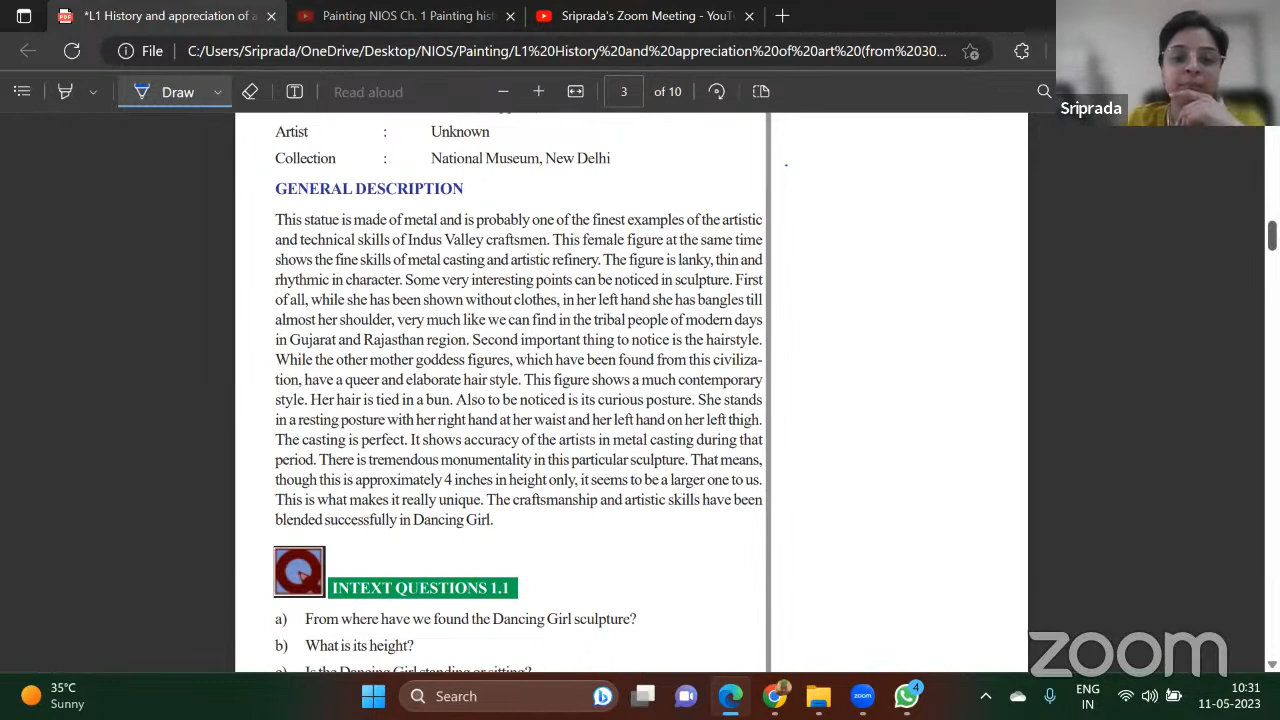 *L1 History and appreciation of a
Painting NIOS Ch. 1 Painting hist
Sriprada's Zoom Meeting - YouT
File
C:/Users/Sriprada/OneDrive/Desktop/NIOS/Painting/L1%20History%20and%20appreciation%20of%20art%20(from%2030...
Draw
Read aloud
3
of 10
Sriprada
Artist : Unknown
Collection : National Museum, New Delhi
GENERAL DESCRIPTION
This statue is made of metal and is probably one of the finest examples of the artistic
and technical skills of Indus Valley craftsmen. This female figure at the same time
shows the fine skills of metal casting and artistic refinery. The figure is lanky, thin and
rhythmic in character. Some very interesting points can be noticed in sculpture. First
of all, while she has been shown without clothes, in her left hand she has bangles till
almost her shoulder, very much like we can find in the tribal people of modern days
in Gujarat and Rajasthan region. Second important thing to notice is the hairstyle.
While the other mother goddess figures, which have been found from this civiliza-
tion, have a queer and elaborate hair style. This figure shows a much contemporary
style. Her hair is tied in a bun. Also to be noticed is its curious posture. She stands
in a resting posture with her right hand at her waist and her left hand on her left thigh.
The casting is perfect. It shows accuracy of the artists in metal casting during that
period. There is tremendous monumentality in this particular sculpture. That means,
though this is approximately 4 inches in height only, it seems to be a larger one to us.
This is what makes it really unique. The craftsmanship and artistic skills have been
blended successfully in Dancing Girl.
INTEXT QUESTIONS 1.1
a) From where have we found the Dancing Girl sculpture?
b) What is its height?
c) Is the Dancing Girl standing or sitting?
zoom
35°C
Sunny
Search
zoom
4
ENG
IN
10:31
11-05-2023